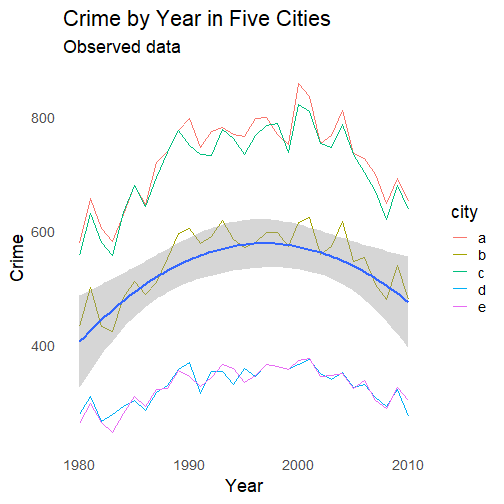 Crime by Year in Five Cities
Observed data
Crime
800
600
400
1980
1990
2000
2010
Year
city
a
b
c
d
e